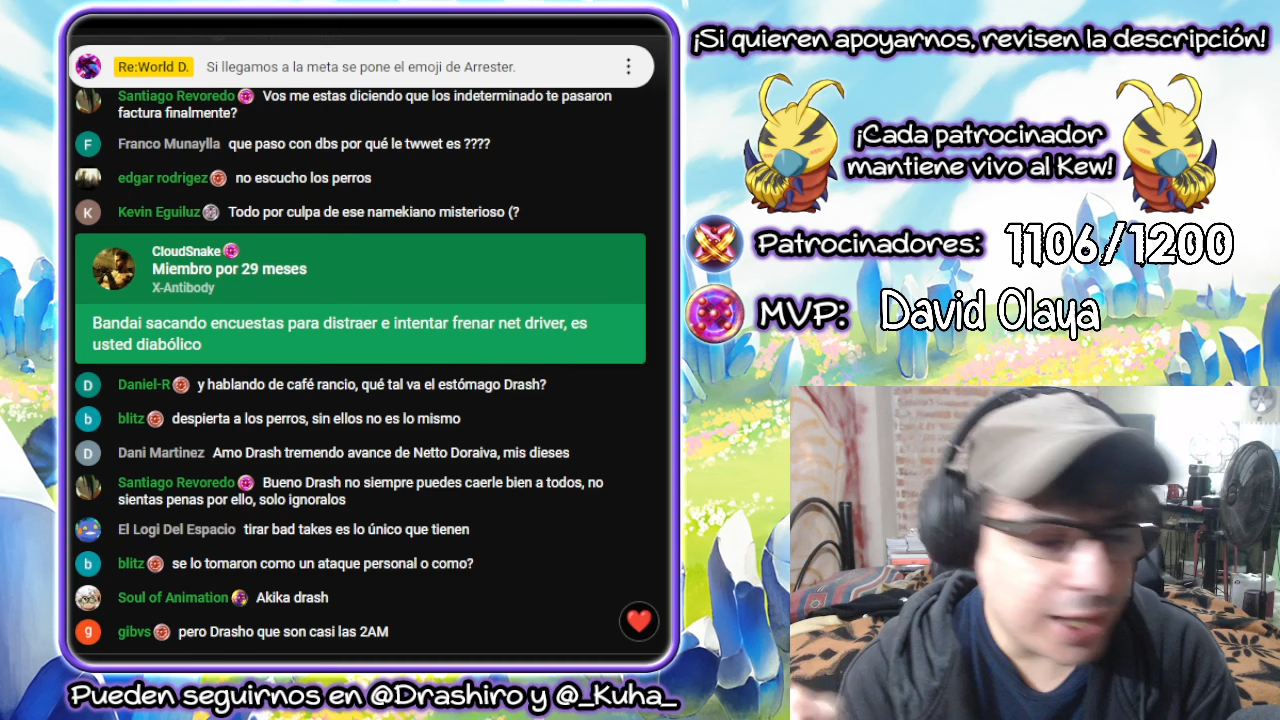 Re:World D. Si llegamos a la meta se pone el emoji de Arrester.
Santiago Revoredo Vos me estas diciendo que los indeterminado te pasaron
factura finalmente?
F Franco Munaylla que paso con dbs por qué le twwet es ????
edgar rodrigez no escucho los perros
K Kevin Eguiluz Todo por culpa de ese namekiano misterioso (?
CloudSnake
Miembro por 29 meses
X-Antibody
Bandai sacando encuestas para distraer e intentar frenar net driver, es
usted diabólico
D Daniel-R y hablando de café rancio, qué tal va el estómago Drash?
b blitz despierta a los perros, sin ellos no es lo mismo
D Dani Martinez Amo Drash tremendo avance de Netto Doraiva, mis dieses
Santiago Revoredo Bueno Drash no siempre puedes caerle bien a todos, no
sientas penas por ello, solo ignoralos
El Logi Del Espacio tirar bad takes es lo único que tienen
b blitz se lo tomaron como un ataque personal o como?
Soul of Animation Akika drash
g gibvs pero Drasho que son casi las 2AM
Pueden seguirnos en @Drashiro y @_Kuha_
¡Si quieren apoyarnos, revisen la descripción!
¡Cada patrocinador
mantiene vivo al Kew!
Patrocinadores: 1106/1200
MVP: David Olaya